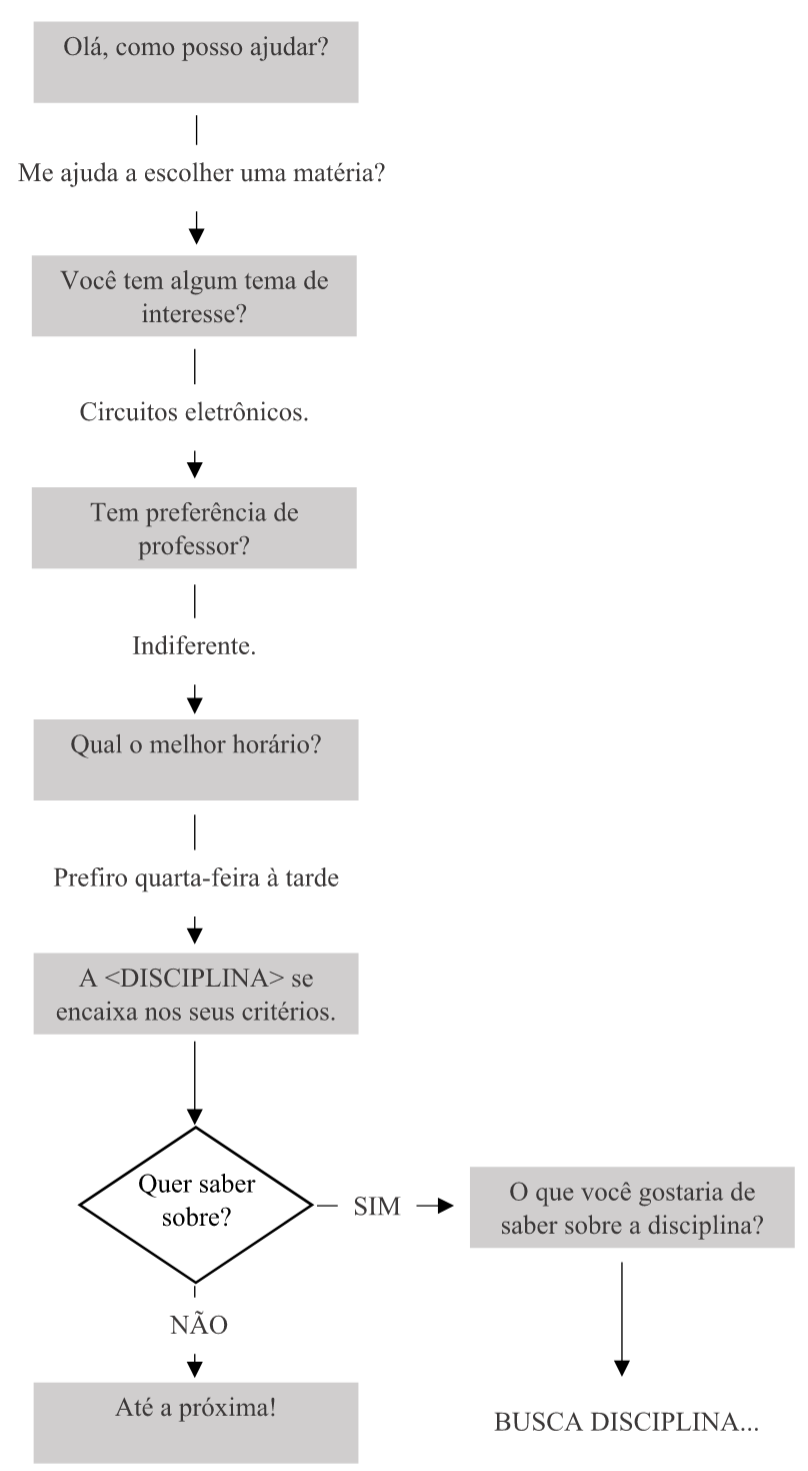 Olá, como posso ajudar?
Me ajuda a escolher uma matéria?
Você tem algum tema de
interesse?
Circuitos eletrônicos.
Tem preferência de
professor?
Indiferente.
Qual o melhor horário?
Prefiro quarta-feira à tarde
A <DISCIPLINA> se
encaixa nos seus critérios.
Quer saber
sobre?
SIM
O que você gostaria de
saber sobre a disciplina?
NÃO
Até a próxima!
BUSCA DISCIPLINA...